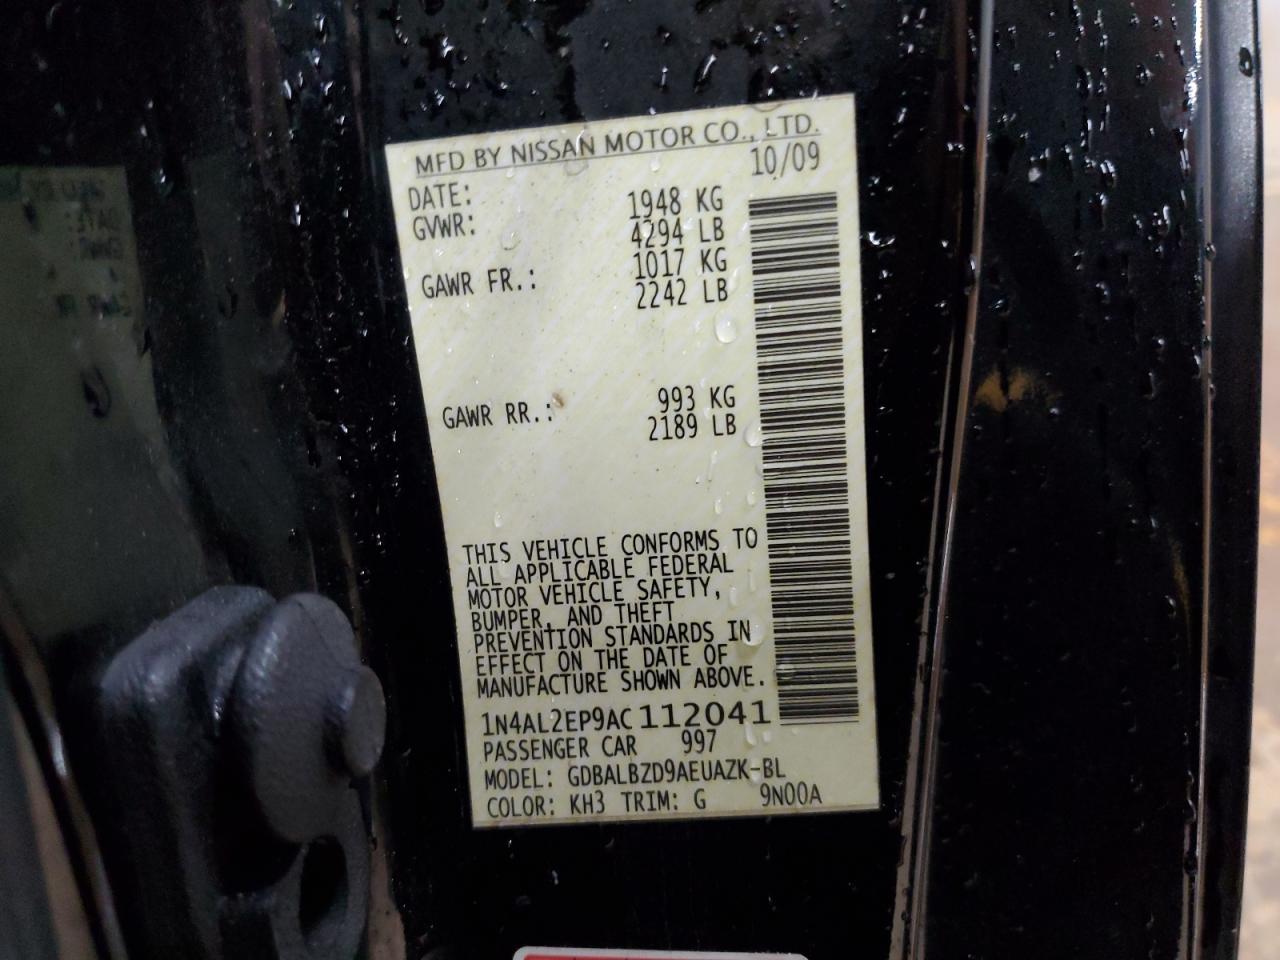 MFD BY NISSAN MOTOR CO., LTD.
DATE: 10/09
GVWR: 1948 KG
4294 LB
GAWR FR.: 1017 KG
2242 LB
GAWR RR.: 993 KG
2189 LB
THIS VEHICLE CONFORMS TO
ALL APPLICABLE FEDERAL
MOTOR VEHICLE SAFETY,
BUMPER, AND THEFT
PREVENTION STANDARDS IN
EFFECT ON THE DATE OF
MANUFACTURE SHOWN ABOVE.
1N4AL2EP9AC112041
PASSENGER CAR 997
MODEL: GDBALBZD9AEUAZK-BL
COLOR: KH3 TRIM: G 9N00A